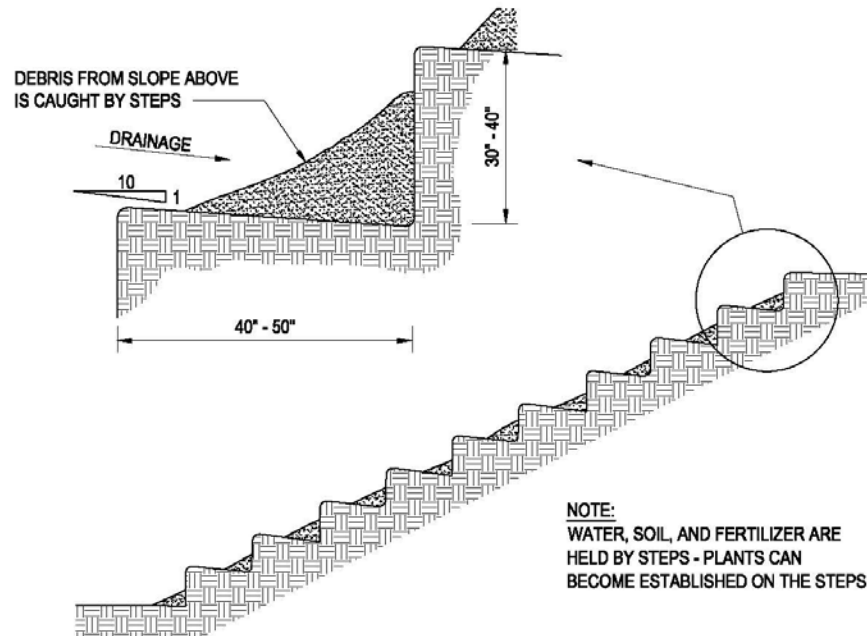 DEBRIS FROM SLOPE ABOVE
IS CAUGHT BY STEPS
DRAINAGE
10
1
30" - 40"
40" - 50"
NOTE:
WATER, SOIL, AND FERTILIZER ARE
HELD BY STEPS - PLANTS CAN
BECOME ESTABLISHED ON THE STEPS